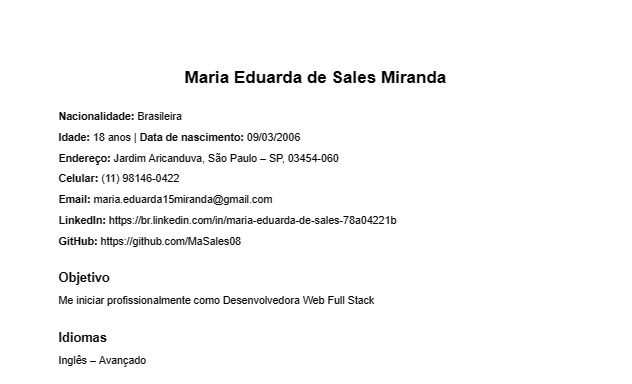 Maria Eduarda de Sales Miranda
Nacionalidade: Brasileira
Idade: 18 anos | Data de nascimento: 09/03/2006
Endereço: Jardim Aricanduva, São Paulo – SP, 03454-060
Celular: (11) 98146-0422
Email: maria.eduarda15miranda@gmail.com
LinkedIn: https://br.linkedin.com/in/maria-eduarda-de-sales-78a04221b
GitHub: https://github.com/MaSales08
Objetivo
Me iniciar profissionalmente como Desenvolvedora Web Full Stack
Idiomas
Inglês – Avançado